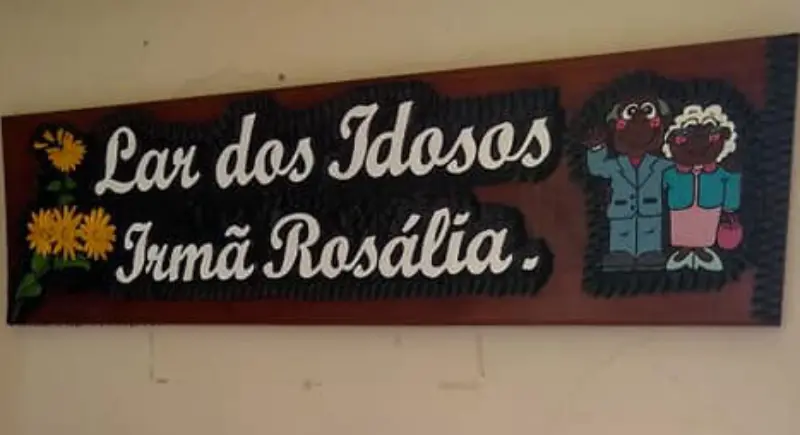 Lar dos Idosos
Irmã Rosália.